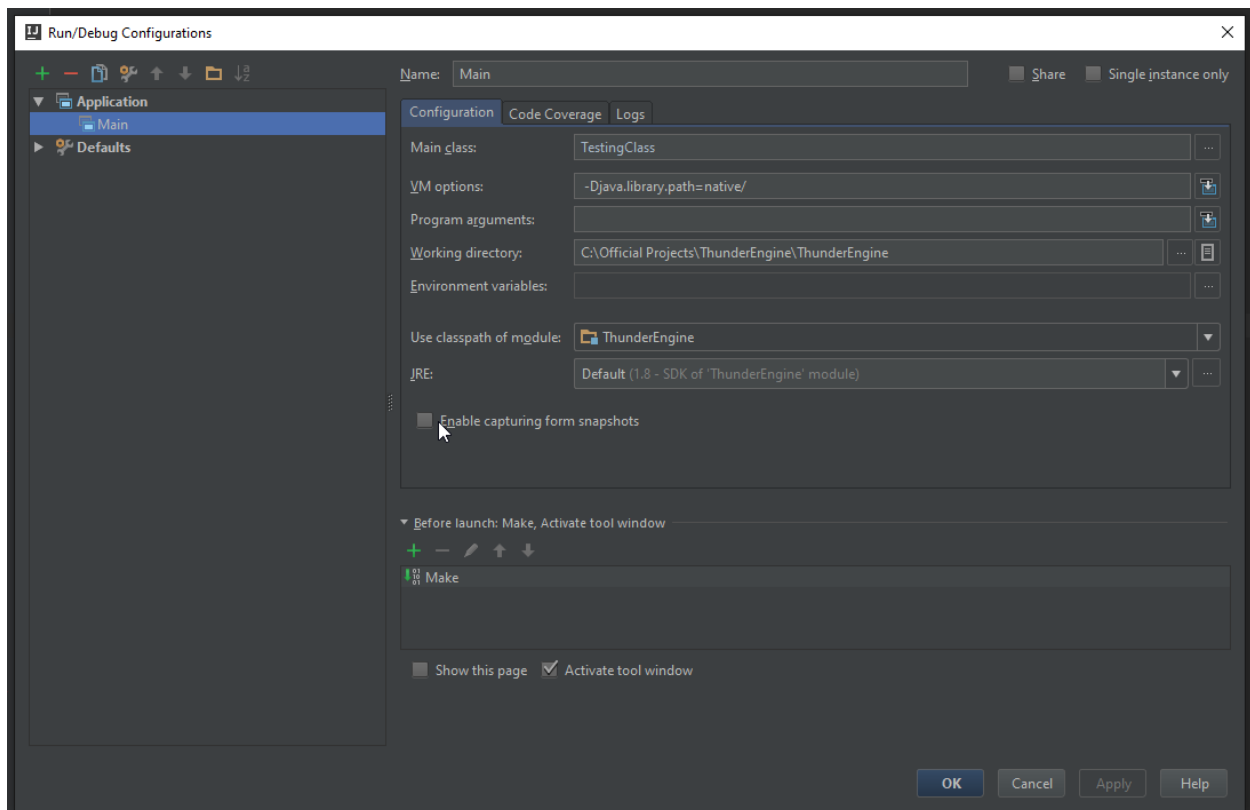 Run/Debug Configurations
Name: Main
Share
Single instance only
Application
Main
Defaults
Configuration
Code Coverage
Logs
Main class: TestingClass
VM options: -Djava.library.path=native/
Program arguments:
Working directory: C:\Official Projects\ThunderEngine\ThunderEngine
Environment variables:
Use classpath of module: ThunderEngine
JRE: Default (1.8 - SDK of 'ThunderEngine' module)
Enable capturing form snapshots
Before launch: Make, Activate tool window
Make
Show this page
Activate tool window
OK
Cancel
Apply
Help